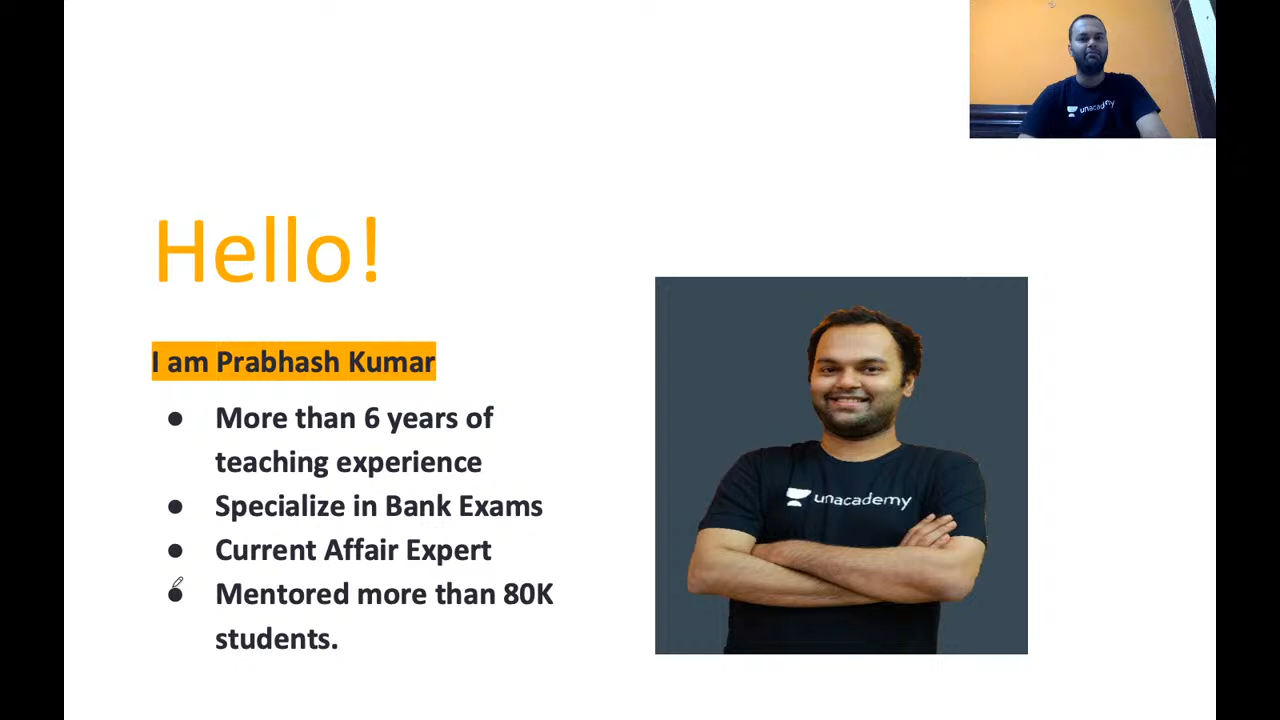 unacademy
Hello!
I am Prabhash Kumar
● More than 6 years of
teaching experience
● Specialize in Bank Exams
● Current Affair Expert
● Mentored more than 80K
students.
unacademy